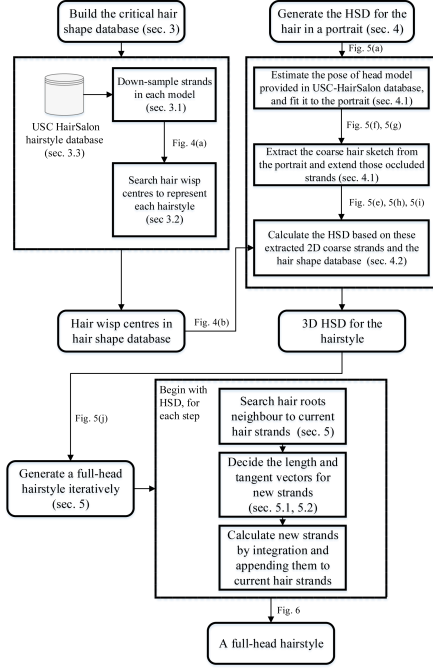 Build the critical hair
shape database (sec. 3)
Down-sample strands
in each model
(sec. 3.1)
USC HairSalon
hairstyle database
(sec. 3.3)
Fig. 4(a)
Search hair wisp
centres to represent
each hairstyle
(sec 3.2)
Hair wisp centres in
hair shape database
Fig. 4(b)
Generate the HSD for the
hair in a portrait (sec. 4)
Fig. 5(a)
Estimate the pose of head model
provided in USC-HairSalon database,
and fit it to the portrait (sec. 4.1)
Fig. 5(f), 5(g)
Extract the coarse hair sketch from
the portrait and extend those occluded
strands (sec. 4.1)
Fig. 5(e), 5(h), 5(i)
Calculate the HSD based on these
extracted 2D coarse strands and the
hair shape database (sec. 4.2)
3D HSD for the
hairstyle
Fig. 5(j)
Generate a full-head
hairstyle iteratively
(sec. 5)
Begin with
HSD, for
each step
Search hair roots
neighbour to current
hair strands (sec. 5)
Decide the length and
tangent vectors for
new strands
(sec. 5.1, 5.2)
Calculate new strands
by integration and
appending them to
current hair strands
Fig. 6
A full-head hairstyle